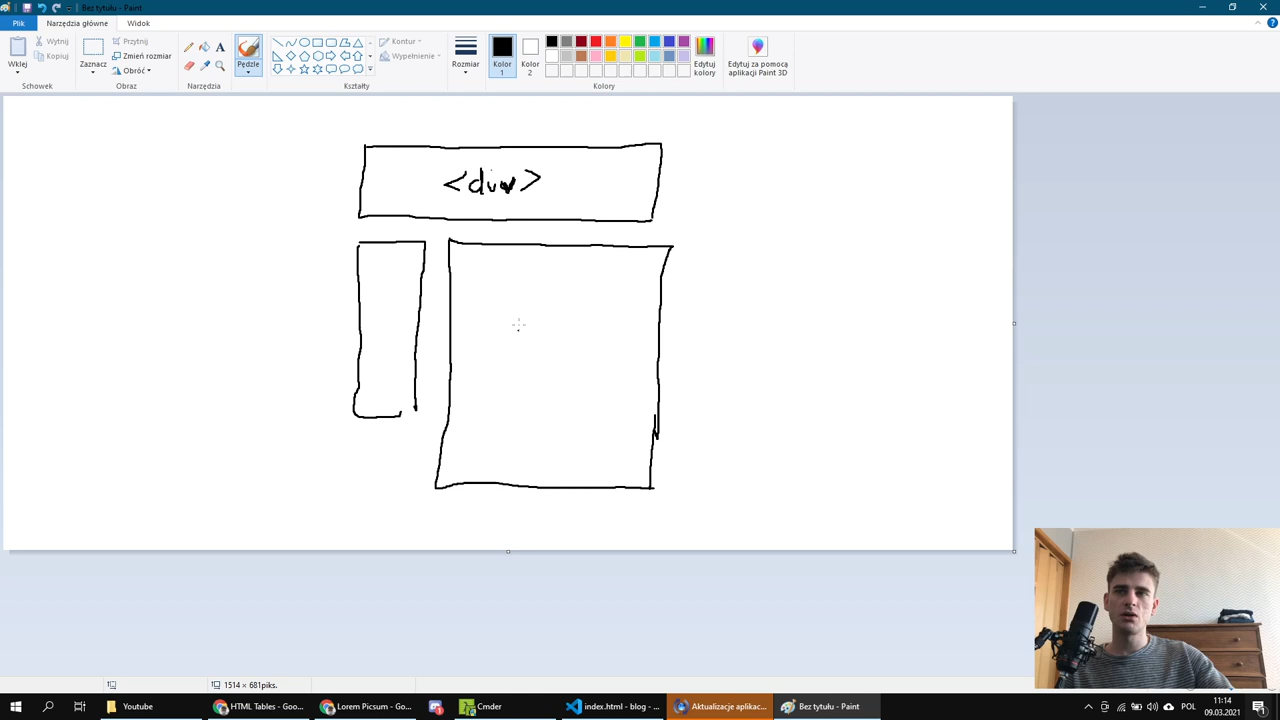 Bez tytułu - Paint
Plik Narzędzia główne Widok
Wklej
Wytnij
Kopiuj
Schowek
Zaznacz
Przytnij
Zmień rozmiar
Obróć
Obraz
Narzędzia
Pędzle
Kontur
Wypełnienie
Kształty
Rozmiar
Kolor 1
Kolor 2
Edytuj kolory
Kolory
Edytuj za pomocą aplikacji Paint 3D
<div>
1514 × 681piks.
Youtube
HTML Tables - Goo...
Lorem Picsum - Go...
Cmder
index.html - ...
Aktualizacje aplikac...
Bez tytułu - Paint
11:14
09.03.2021